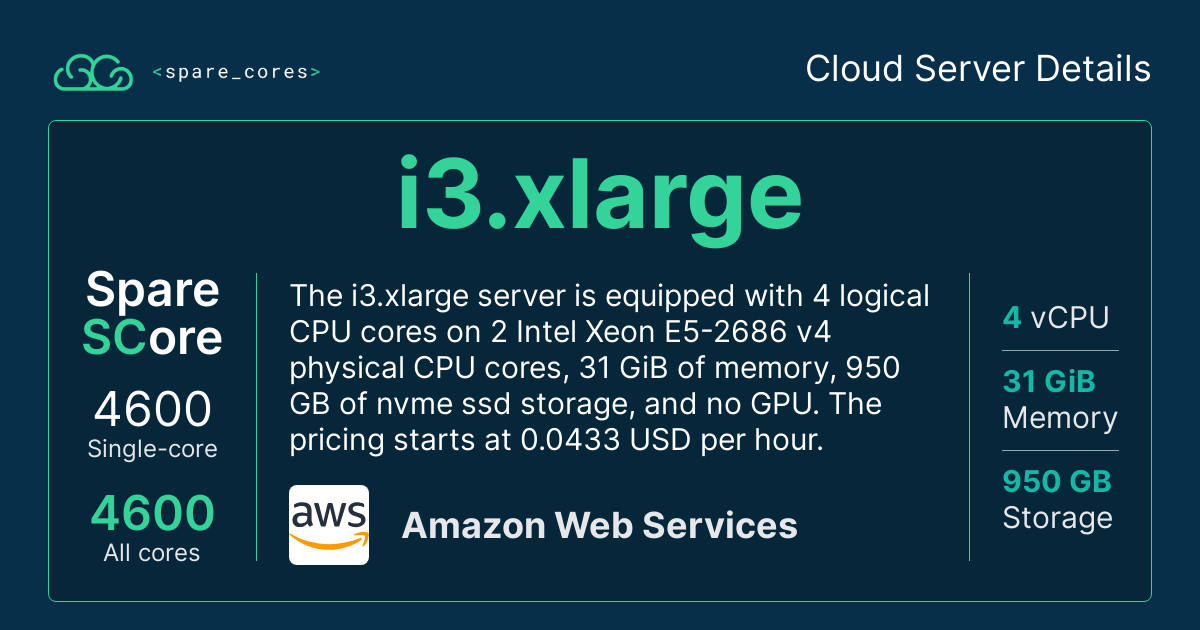 <spare_cores>
Cloud Server Details
i3.xlarge
Spare
SCore
4600
Single-core
4600
All cores
The i3.xlarge server is equipped with 4 logical
CPU cores on 2 Intel Xeon E5-2686 v4
physical CPU cores, 31 GiB of memory, 950
GB of nvme ssd storage, and no GPU. The
pricing starts at 0.0433 USD per hour.
aws
Amazon Web Services
4 vCPU
31 GiB
Memory
950 GB
Storage